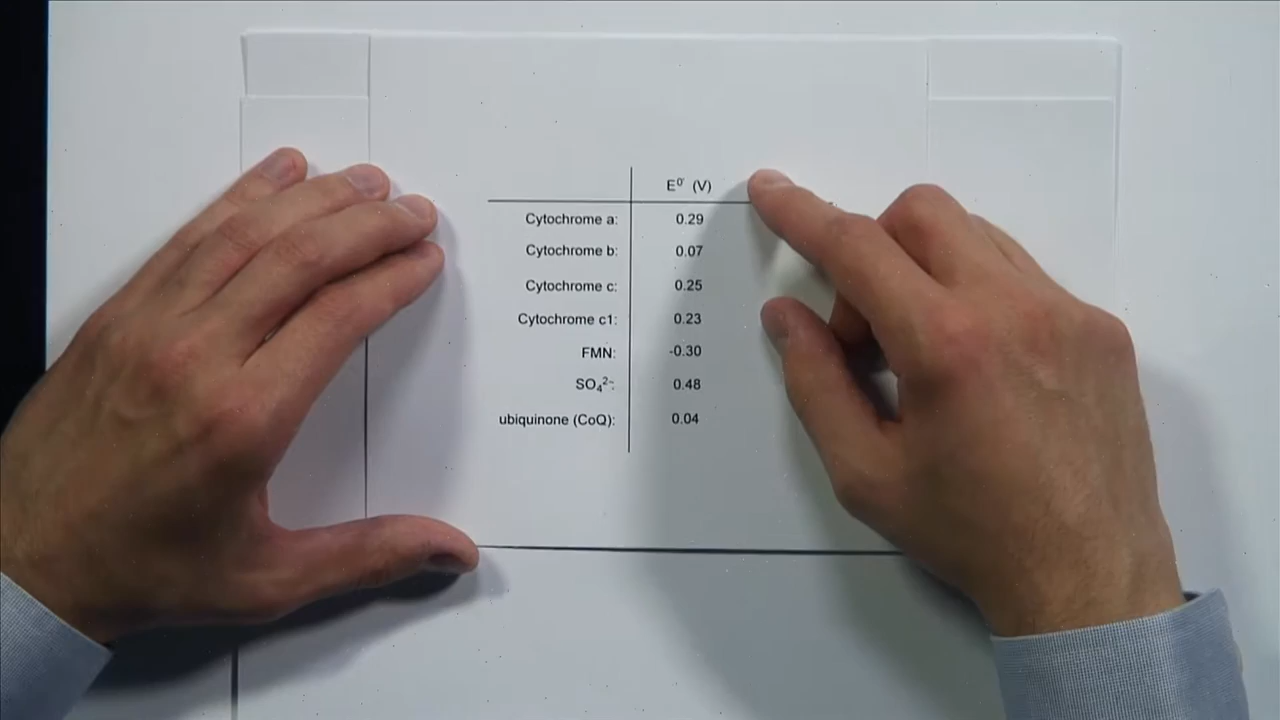 E⁰' (V)
Cytochrome a: 0.29
Cytochrome b: 0.07
Cytochrome c: 0.25
Cytochrome c1: 0.23
FMN: -0.30
SO₄²⁻: 0.48
ubiquinone (CoQ): 0.04